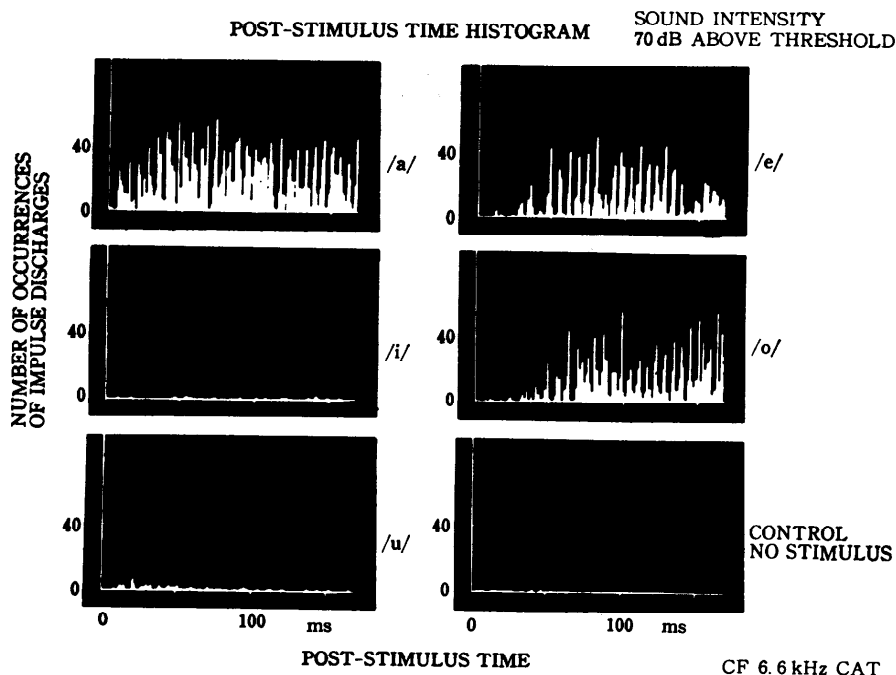 POST-STIMULUS TIME HISTOGRAM
SOUND INTENSITY
70 dB ABOVE THRESHOLD
NUMBER OF OCCURRENCES
OF IMPULSE DISCHARGES
40
0
/a/
40
0
/e/
40
0
/i/
40
0
/o/
40
0
/u/
40
0
CONTROL
NO STIMULUS
0 100 ms
0 100 ms
POST-STIMULUS TIME
CF 6.6 kHz CAT